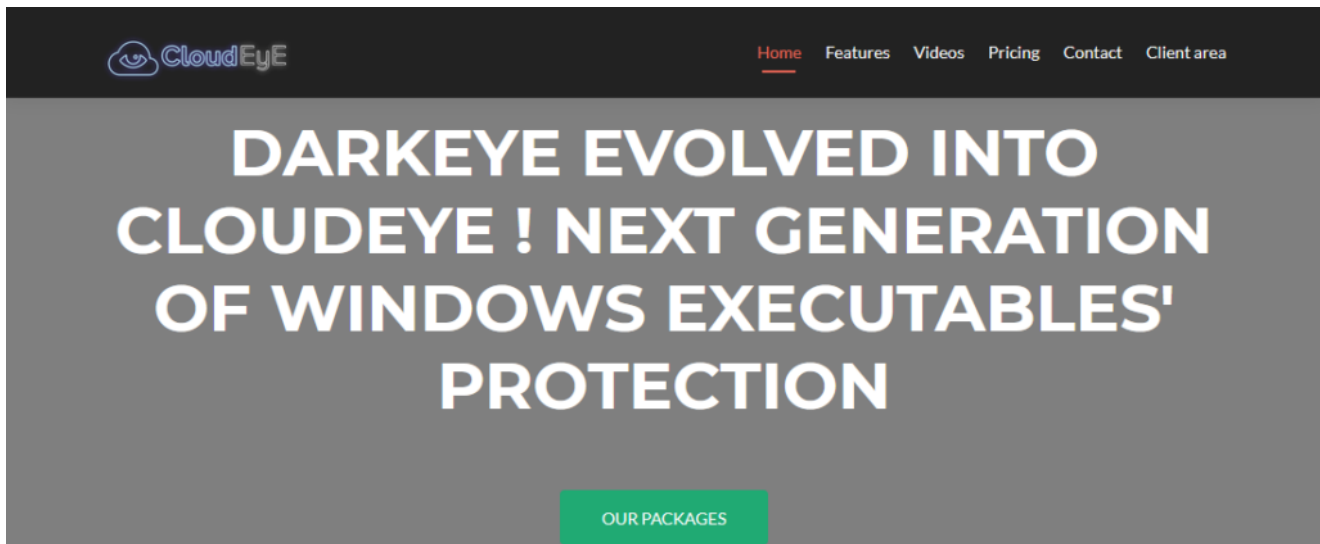 CloudEyE
Home Features Videos Pricing Contact Client area
DARKEYE EVOLVED INTO
CLOUDEYE ! NEXT GENERATION
OF WINDOWS EXECUTABLES'
PROTECTION
OUR PACKAGES